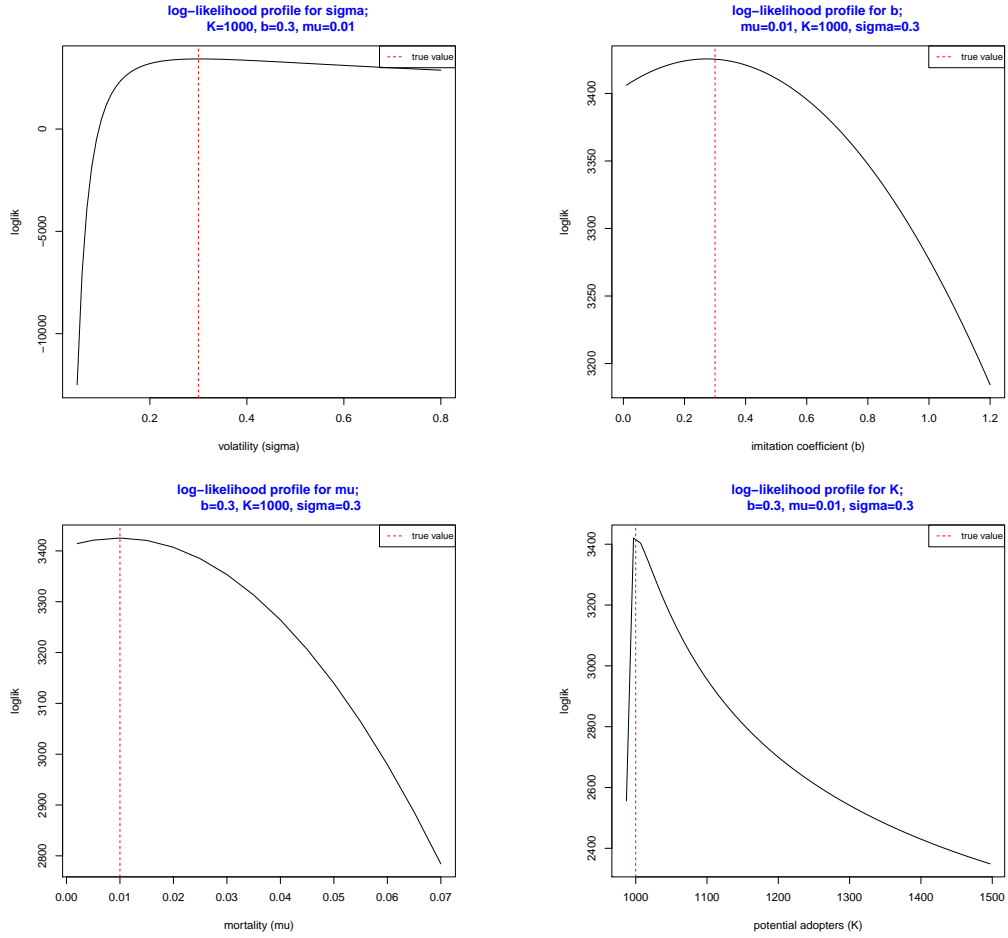 log−likelihood profile for sigma;
K=1000, b=0.3, mu=0.01
true value
loglik
0
−5000
−10000
0.2
0.4
0.6
0.8
volatility (sigma)
log−likelihood profile for b;
mu=0.01, K=1000, sigma=0.3
true value
loglik
3400
3350
3300
3250
3200
0.0
0.2
0.4
0.6
0.8
1.0
1.2
imitation coefficient (b)
log−likelihood profile for mu;
b=0.3, K=1000, sigma=0.3
true value
loglik
3400
3300
3200
3100
3000
2900
2800
0.00
0.01
0.02
0.03
0.04
0.05
0.06
0.07
mortality (mu)
log−likelihood profile for K;
b=0.3, mu=0.01, sigma=0.3
true value
loglik
3400
3200
3000
2800
2600
2400
1000
1100
1200
1300
1400
1500
potential adopters (K)